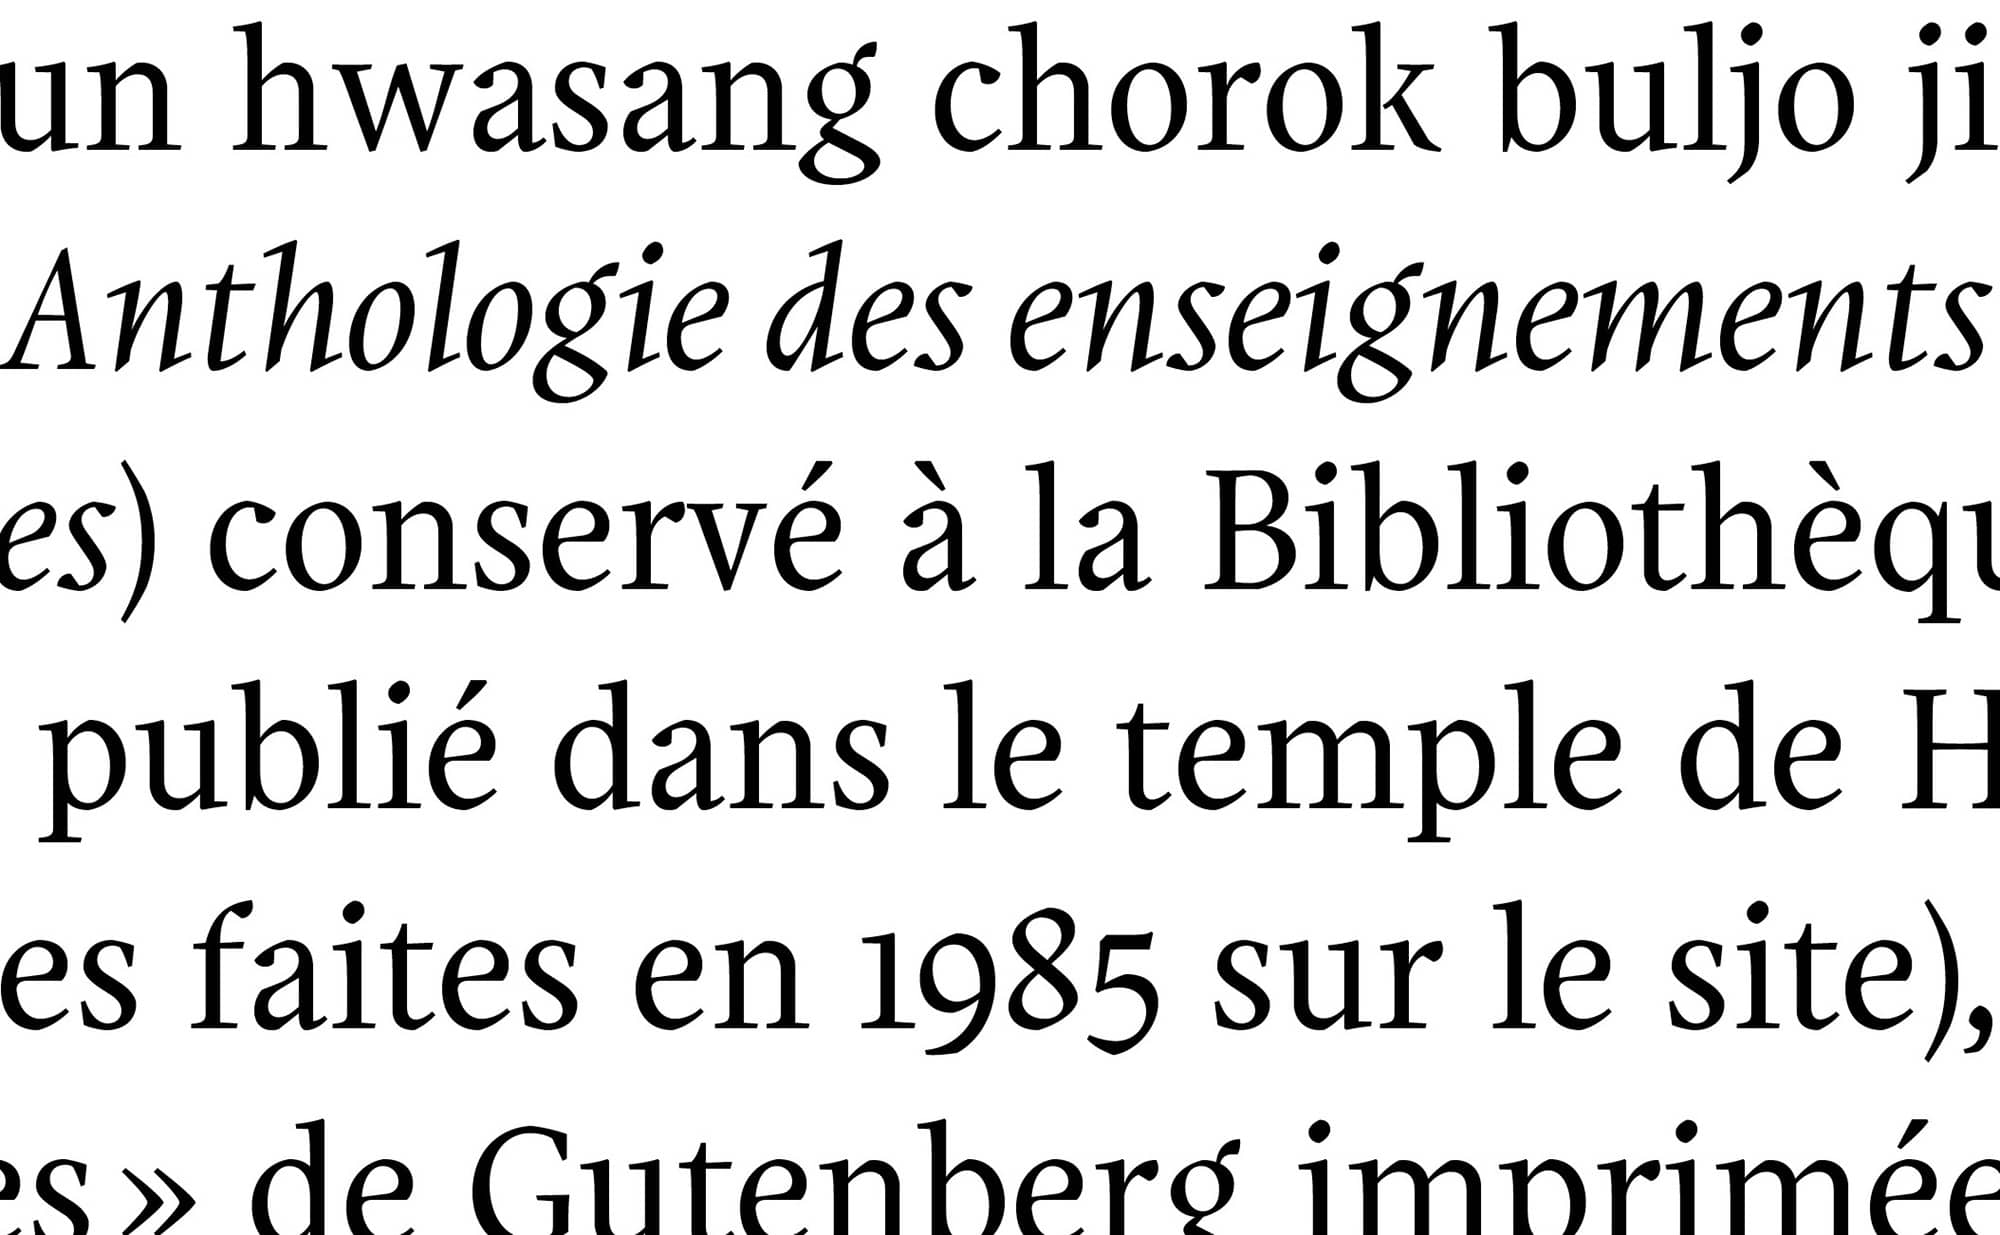 un hwasang chorok buljo ji
Anthologie des enseignements
es) conservé à la Bibliothèqu
publié dans le temple de H
es faites en 1985 sur le site),
es » de Gutenberg imprimée